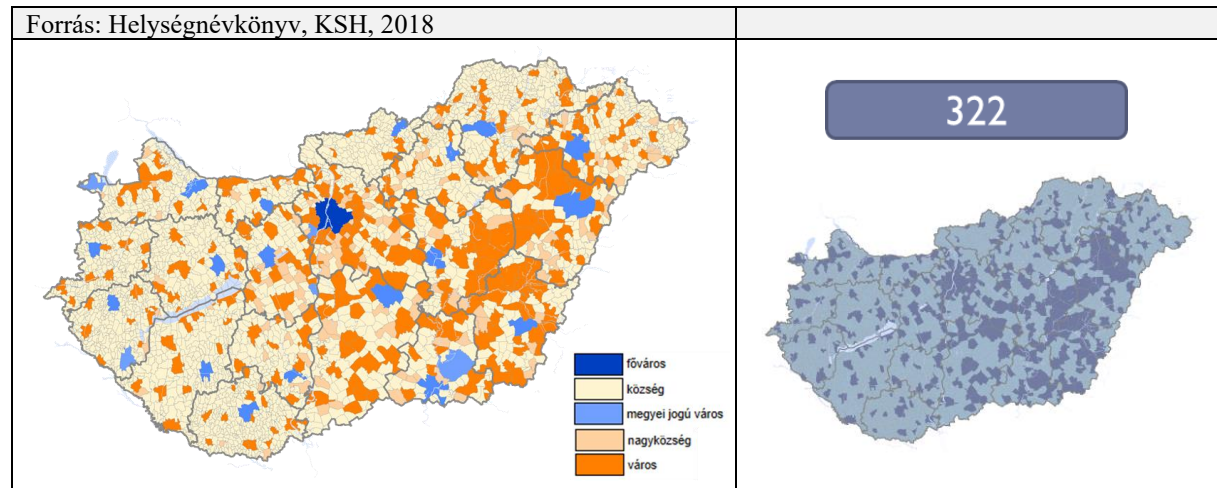 Forrás: Helységnévkönyv, KSH, 2018
322
főváros
község
megyei jogú város
nagyközség
város